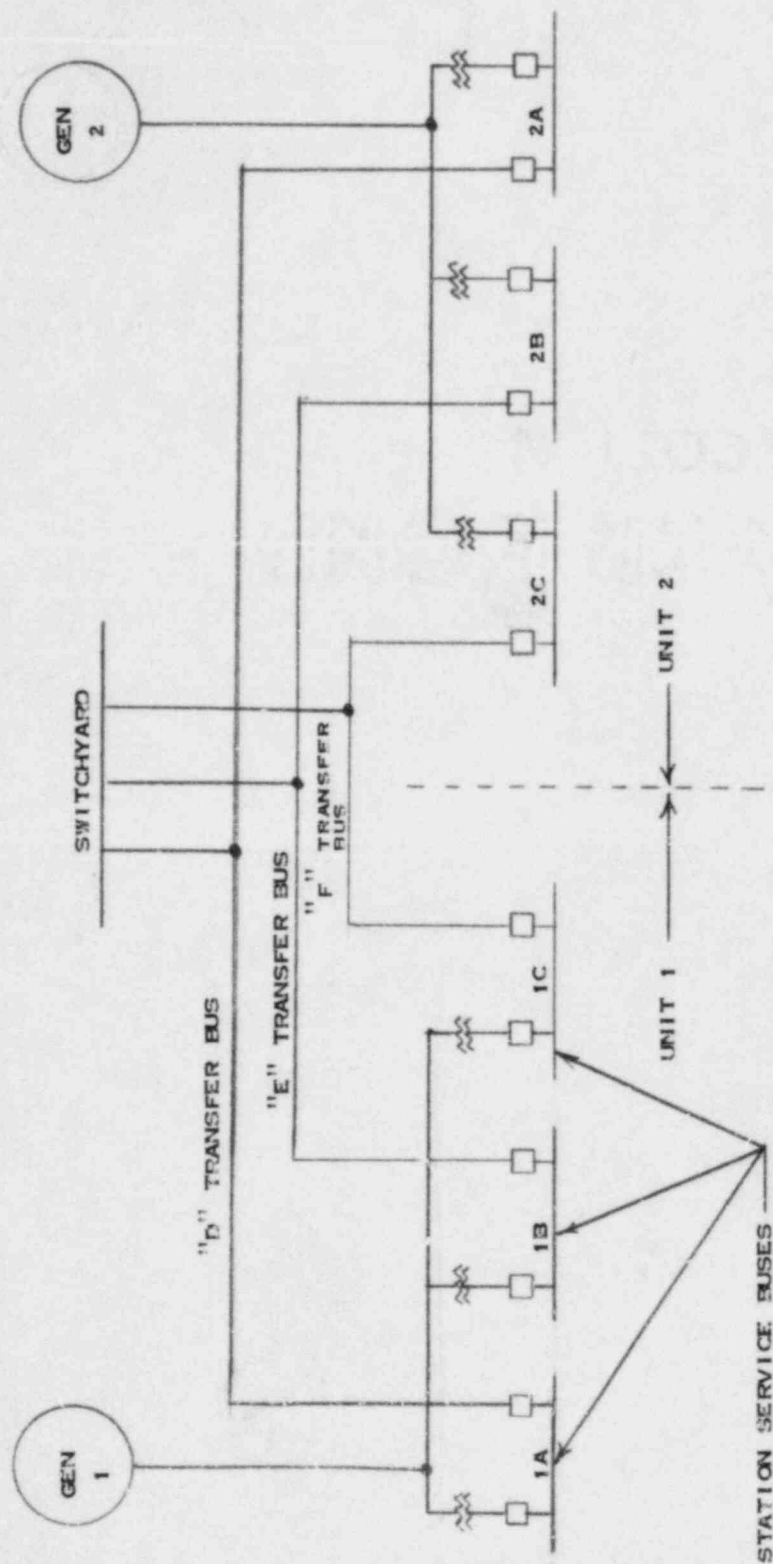 GEN
1
GEN
2
SWITCHYARD
"D" TRANSFER BUS
"E" TRANSFER BUS
"F" TRANSFER
BUS
1A
1B
1C
2C
2B
2A
UNIT 1
UNIT 2
STATION SERVICE BUSES